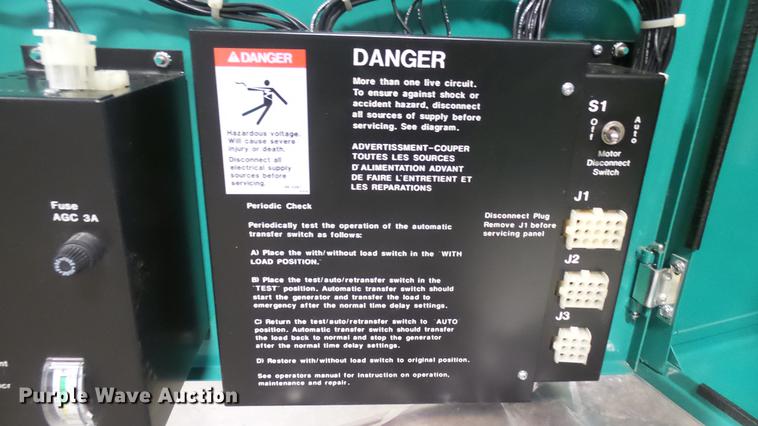 DANGER
Hazardous voltage.
Will cause severe
injury or death.
Disconnect all
electrical supply
sources before
servicing.
DANGER
More than one live circuit.
To ensure against shock or
accident hazard, disconnect
all sources of supply before
servicing. See diagram.
ADVERTISSMENT-COUPER
TOUTES LES SOURCES
D'ALIMENTATION ADVANT
DE FAIRE L'ENTRETIENT ET
LES REPARATIONS
Periodic Check
Periodically test the operation of the automatic
transfer switch as follows:
A) Place the with/without load switch in the "WITH
LOAD POSITION."
B) Place the test/auto/retransfer switch in the
"TEST" position. Automatic transfer switch should
start the generator and transfer the load to
emergency after the normal time delay settings.
C) Return the test/auto/retransfer switch to "AUTO
position. Automatic transfer switch should transfer
the load back to normal and stop the generator
after the normal time delay settings.
D) Restore with/without load switch to original position.
See operators manual for instruction on operation,
maintenance and repair.
Disconnect Plug
Remove J1 before
servicing panel
S1
Off
Auto
Motor
Disconnect
Switch
J1
J2
J3
Fuse
AGC 3A
Purple Wave Auction